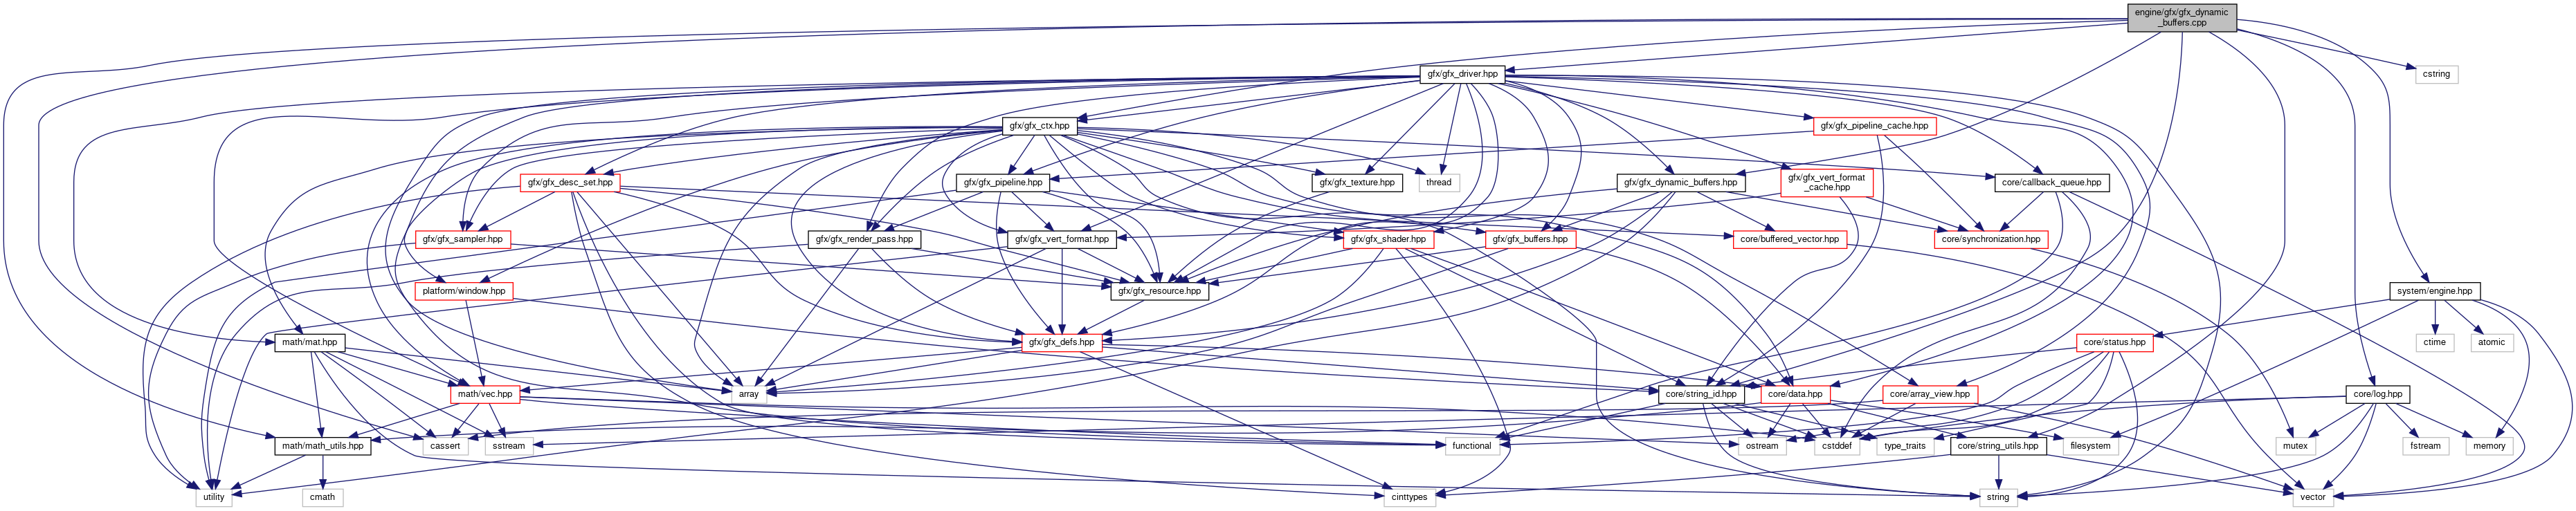 engine/gfx/gfx_dynamic
_buffers.cpp
gfx/gfx_driver.hpp
cstring
gfx/gfx_ctx.hpp
gfx/gfx_pipeline_cache.hpp
gfx/gfx_desc_set.hpp
gfx/gfx_pipeline.hpp
gfx/gfx_texture.hpp
thread
gfx/gfx_dynamic_buffers.hpp
gfx/gfx_vert_format
_cache.hpp
core/callback_queue.hpp
gfx/gfx_sampler.hpp
gfx/gfx_render_pass.hpp
gfx/gfx_vert_format.hpp
gfx/gfx_shader.hpp
gfx/gfx_buffers.hpp
core/buffered_vector.hpp
core/synchronization.hpp
platform/window.hpp
gfx/gfx_resource.hpp
system/engine.hpp
math/mat.hpp
gfx/gfx_defs.hpp
core/status.hpp
ctime
atomic
math/vec.hpp
array
core/string_id.hpp
core/data.hpp
core/array_view.hpp
core/log.hpp
math/math_utils.hpp
cassert
sstream
functional
ostream
cstddef
type_traits
core/string_utils.hpp
filesystem
mutex
fstream
memory
utility
cmath
cinttypes
string
vector